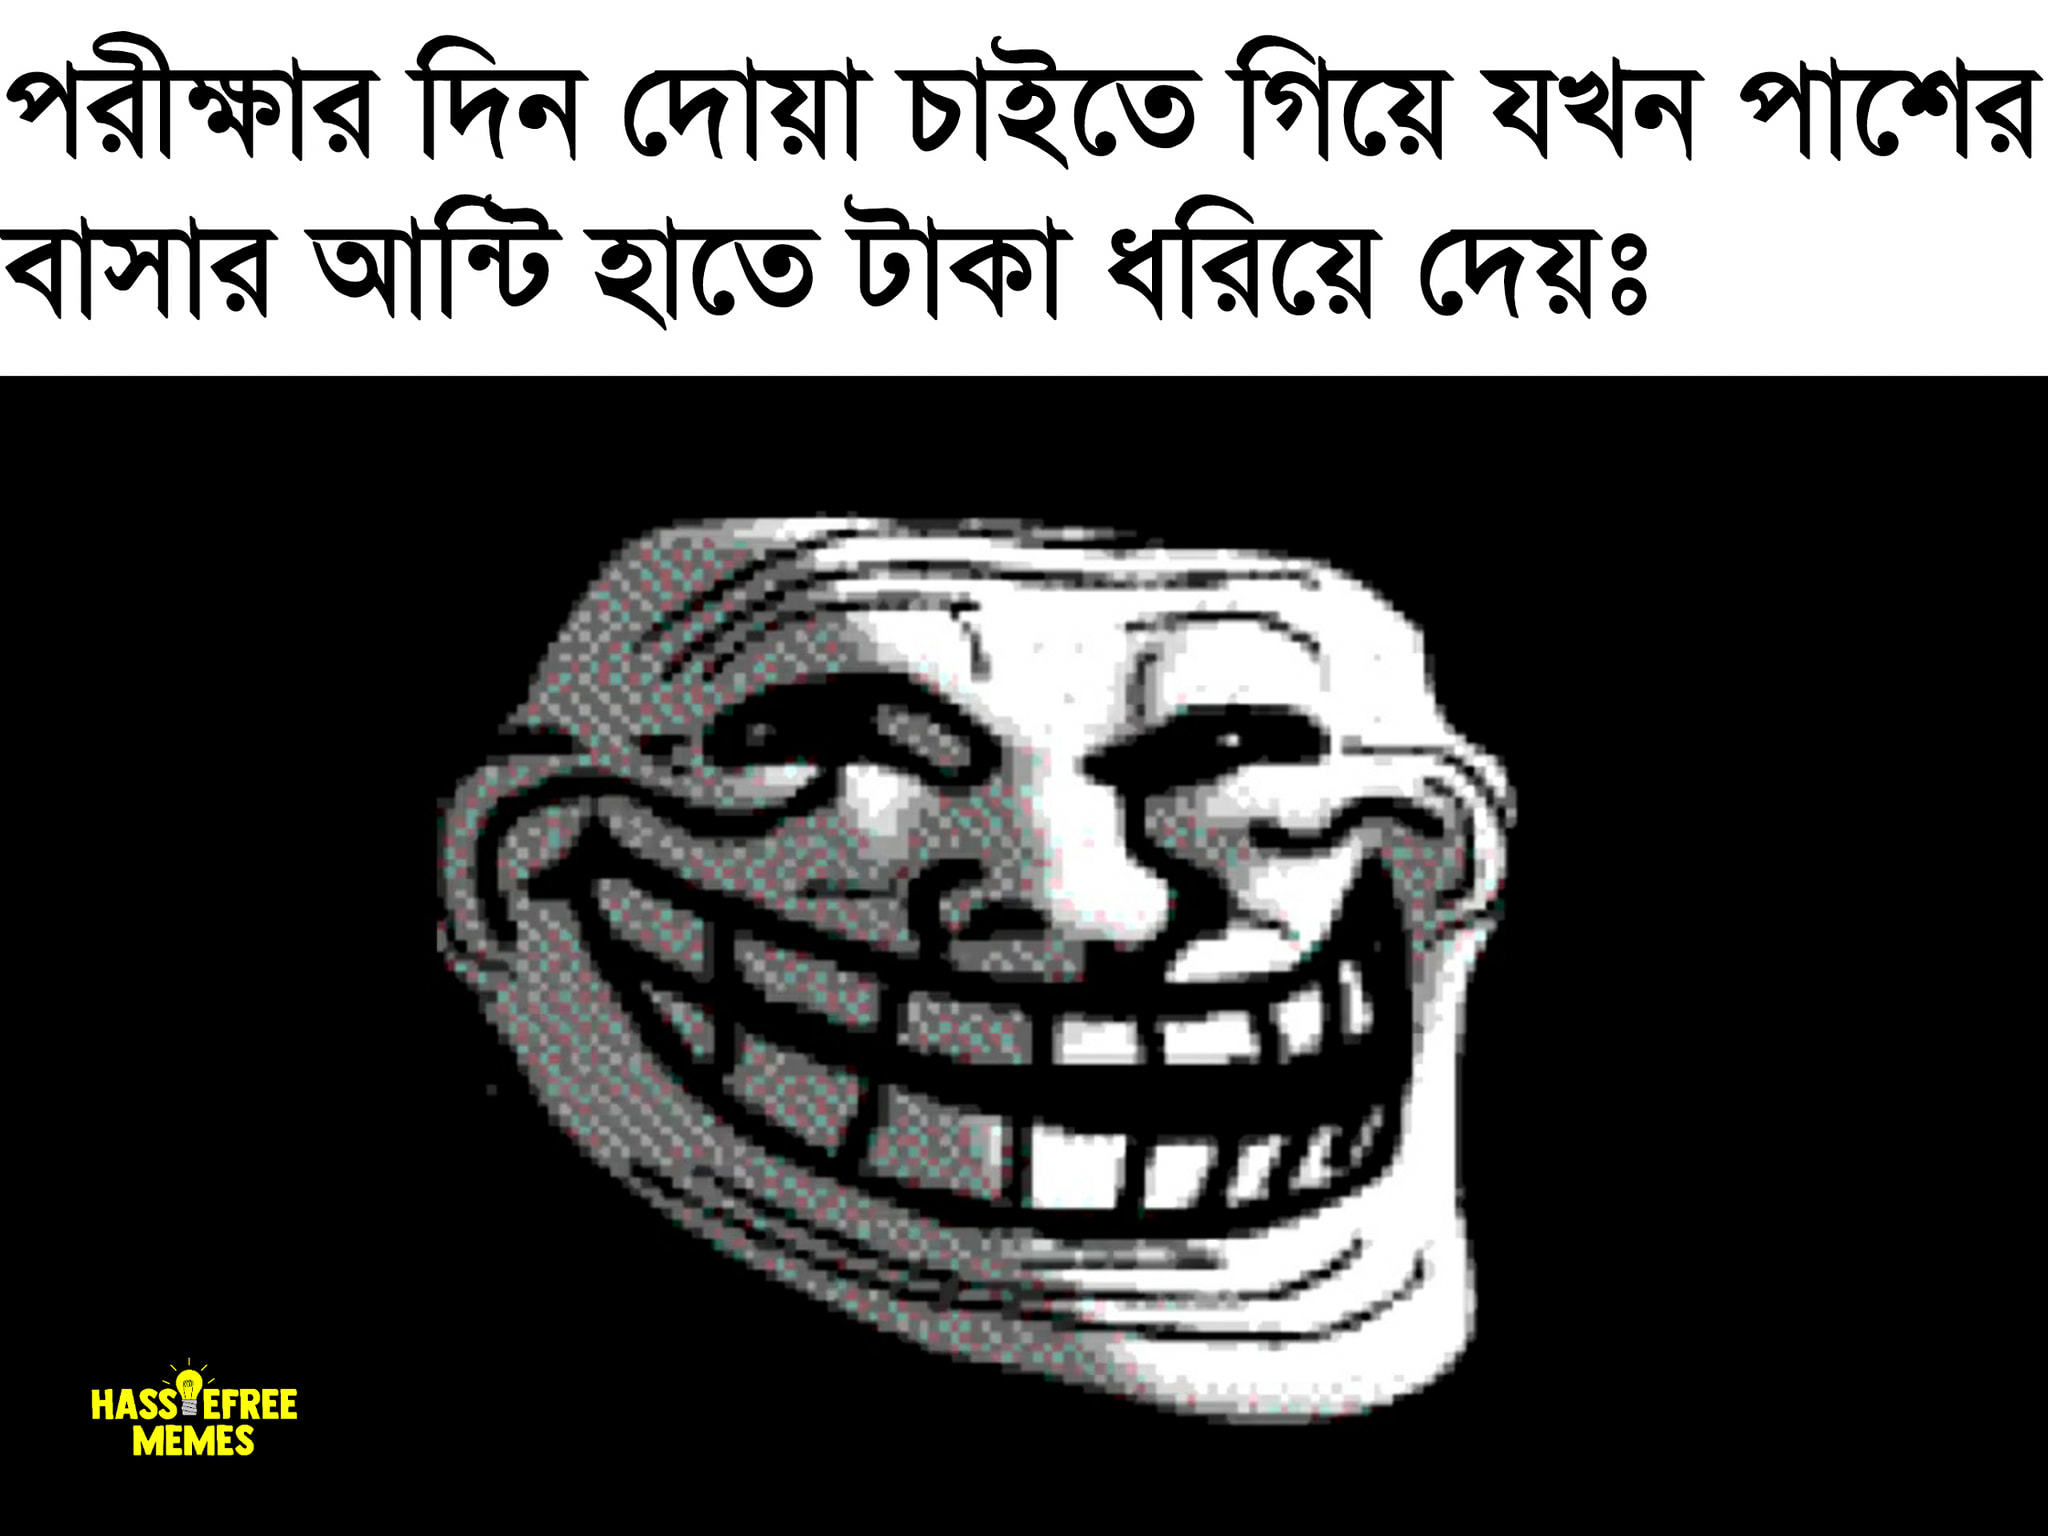 পরীক্ষার দিন দোয়া চাইতে গিয়ে যখন পাশের
বাসার আন্টি হাতে টাকা ধরিয়ে দেয়ঃ
HASSLEFREE
MEMES